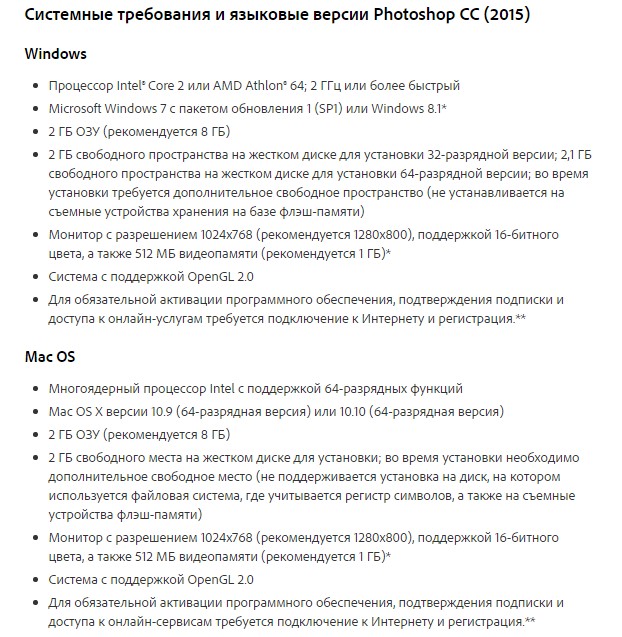 Системные требования и языковые версии Photoshop CC (2015)
Windows
• Процессор Intel® Core 2 или AMD Athlon® 64; 2 ГГц или более быстрый
• Microsoft Windows 7 с пакетом обновления 1 (SP1) или Windows 8.1*
• 2 ГБ ОЗУ (рекомендуется 8 ГБ)
• 2 ГБ свободного пространства на жестком диске для установки 32-разрядной версии; 2,1 ГБ
свободного пространства на жестком диске для установки 64-разрядной версии; во время
установки требуется дополнительное свободное пространство (не устанавливается на
съемные устройства хранения на базе флэш-памяти)
• Монитор с разрешением 1024x768 (рекомендуется 1280x800), поддержкой 16-битного
цвета, а также 512 МБ видеопамяти (рекомендуется 1 ГБ)*
• Система с поддержкой OpenGL 2.0
• Для обязательной активации программного обеспечения, подтверждения подписки и
доступа к онлайн-услугам требуется подключение к Интернету и регистрация.**
Mac OS
• Многоядерный процессор Intel с поддержкой 64-разрядных функций
• Mac OS X версии 10.9 (64-разрядная версия) или 10.10 (64-разрядная версия)
• 2 ГБ ОЗУ (рекомендуется 8 ГБ)
• 2 ГБ свободного места на жестком диске для установки; во время установки необходимо
дополнительное свободное место (не поддерживается установка на диск, на котором
используется файловая система, где учитывается регистр символов, а также на съемные
устройства флэш-памяти)
• Монитор с разрешением 1024x768 (рекомендуется 1280x800), поддержкой 16-битного
цвета, а также 512 МБ видеопамяти (рекомендуется 1 ГБ)*
• Система с поддержкой OpenGL 2.0
• Для обязательной активации программного обеспечения, подтверждения подписки и
доступа к онлайн-сервисам требуется подключение к Интернету и регистрация.**